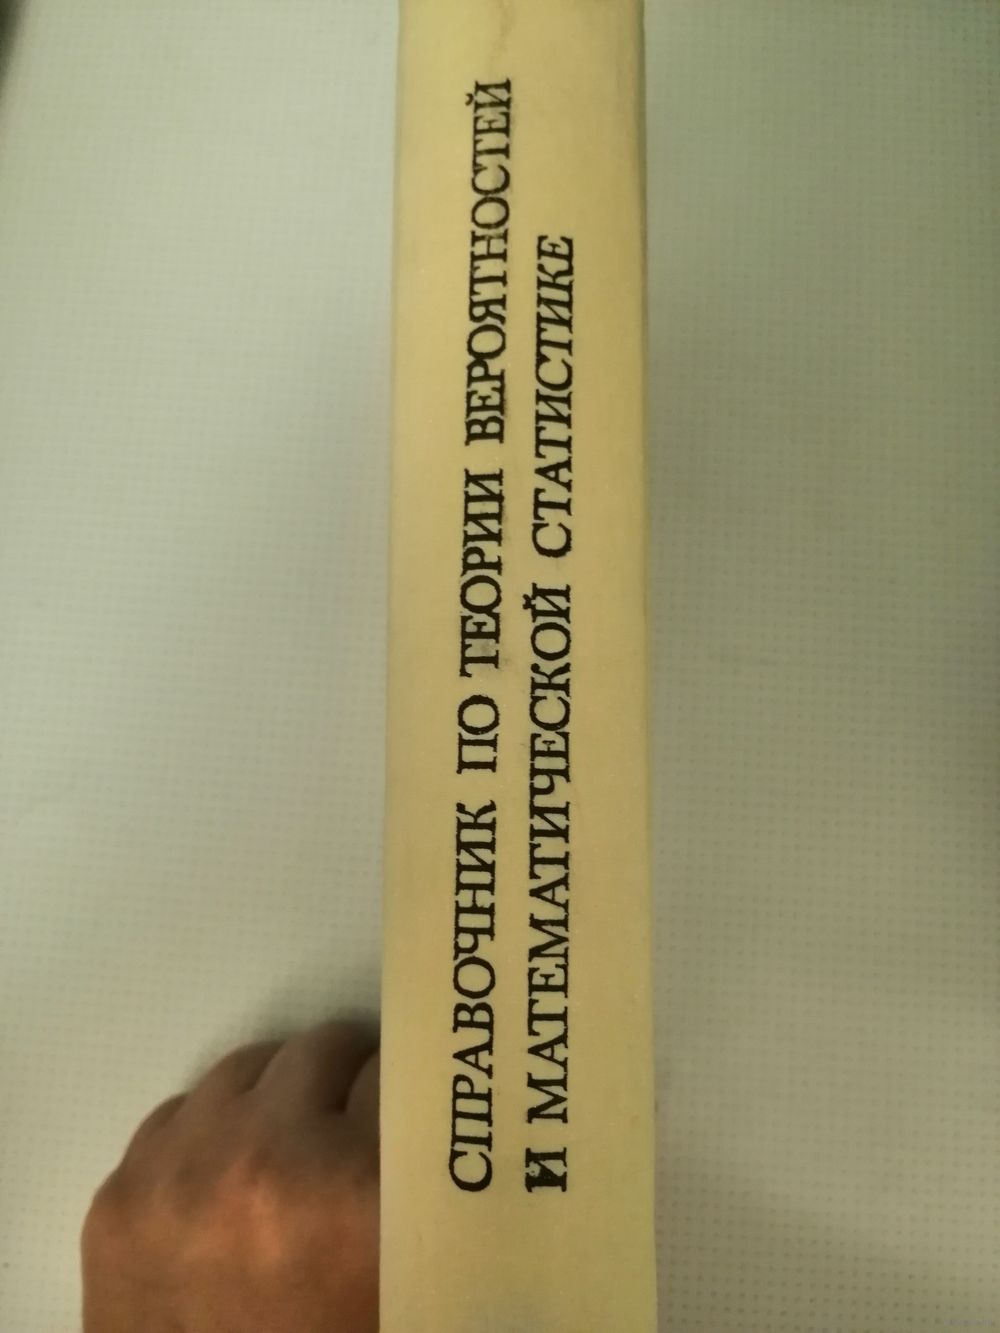 СПРАВОЧНИК ПО ТЕОРИИ ВЕРОЯТНОСТЕЙ
И МАТЕМАТИЧЕСКОЙ СТАТИСТИКЕ